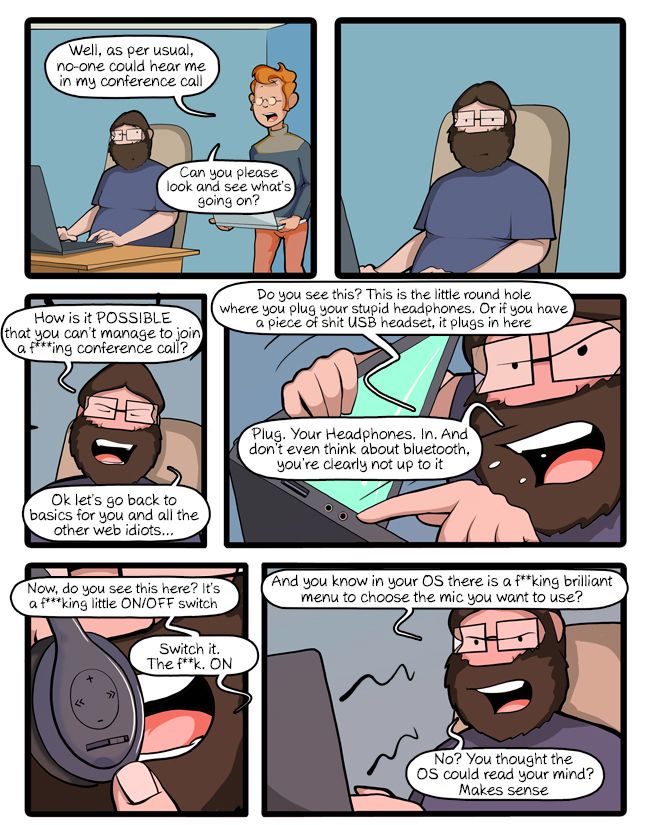 Well, as per usual,
no-one could hear me
in my conference call
Can you please
look and see what's
going on?
How is it POSSIBLE
that you can't manage to join
a f***ing conference call?
Ok let's go back to
basics for you and all the
other web idiots...
Do you see this? This is the little round hole
where you plug your stupid headphones. Or if you have
a piece of shit USB headset, it plugs in here
Plug. Your Headphones. In. And
don't even think about bluetooth,
you're clearly not up to it
Now, do you see this here? It's
a f***king little ON/OFF switch
Switch it.
The f**k. ON
And you know in your OS there is a f**king brilliant
menu to choose the mic you want to use?
No? You thought the
OS could read your mind?
Makes sense